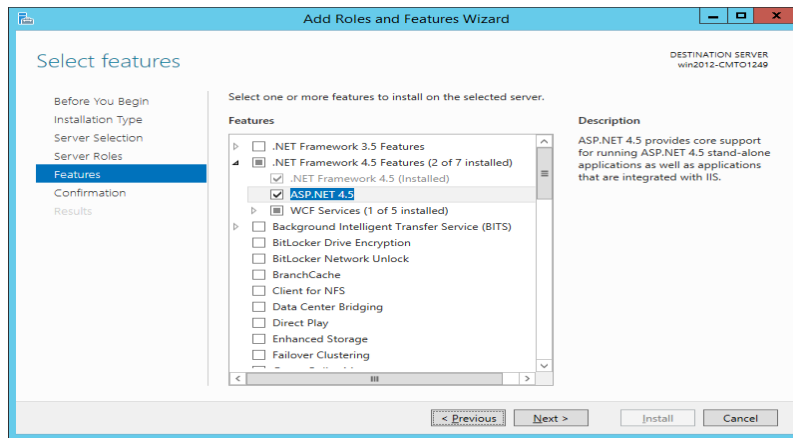 Add Roles and Features Wizard
Select features
DESTINATION SERVER
win2012-CMTO1249
Before You Begin
Installation Type
Server Selection
Server Roles
Features
Confirmation
Results
Select one or more features to install on the selected server.
Features
.NET Framework 3.5 Features
.NET Framework 4.5 Features (2 of 7 installed)
.NET Framework 4.5 (Installed)
ASP.NET 4.5
WCF Services (1 of 5 installed)
Background Intelligent Transfer Service (BITS)
BitLocker Drive Encryption
BitLocker Network Unlock
BranchCache
Client for NFS
Data Center Bridging
Direct Play
Enhanced Storage
Failover Clustering
Description
ASP.NET 4.5 provides core support
for running ASP.NET 4.5 stand-alone
applications as well as applications
that are integrated with IIS.
< Previous
Next >
Install
Cancel